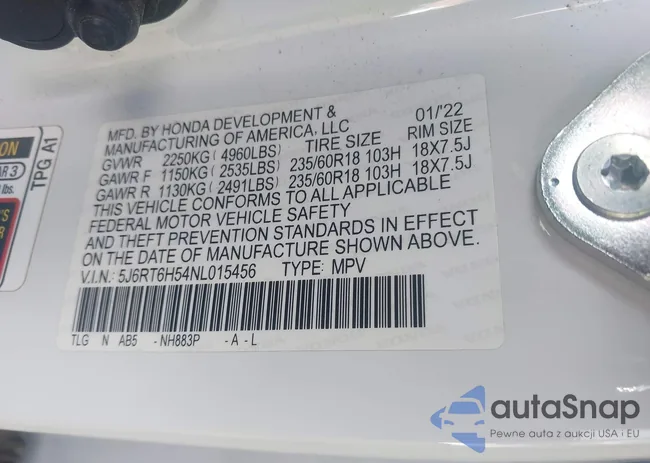 MFD. BY HONDA DEVELOPMENT &
MANUFACTURING OF AMERICA, LLC 01/'22
GVWR 2250KG ( 4960LBS) TIRE SIZE RIM SIZE
GAWR F 1150KG ( 2535LBS) 235/60R18 103H 18X7.5J
GAWR R 1130KG ( 2491LBS) 235/60R18 103H 18X7.5J
THIS VEHICLE CONFORMS TO ALL APPLICABLE
FEDERAL MOTOR VEHICLE SAFETY
AND THEFT PREVENTION STANDARDS IN EFFECT
ON THE DATE OF MANUFACTURE SHOWN ABOVE.
V.I.N.: 5J6RT6H54NL015456 TYPE: MPV
TLG N AB5 - NH883P - A - L
TPG A1
lbs.
autaSnap
Pewne auta z aukcji USA i EU